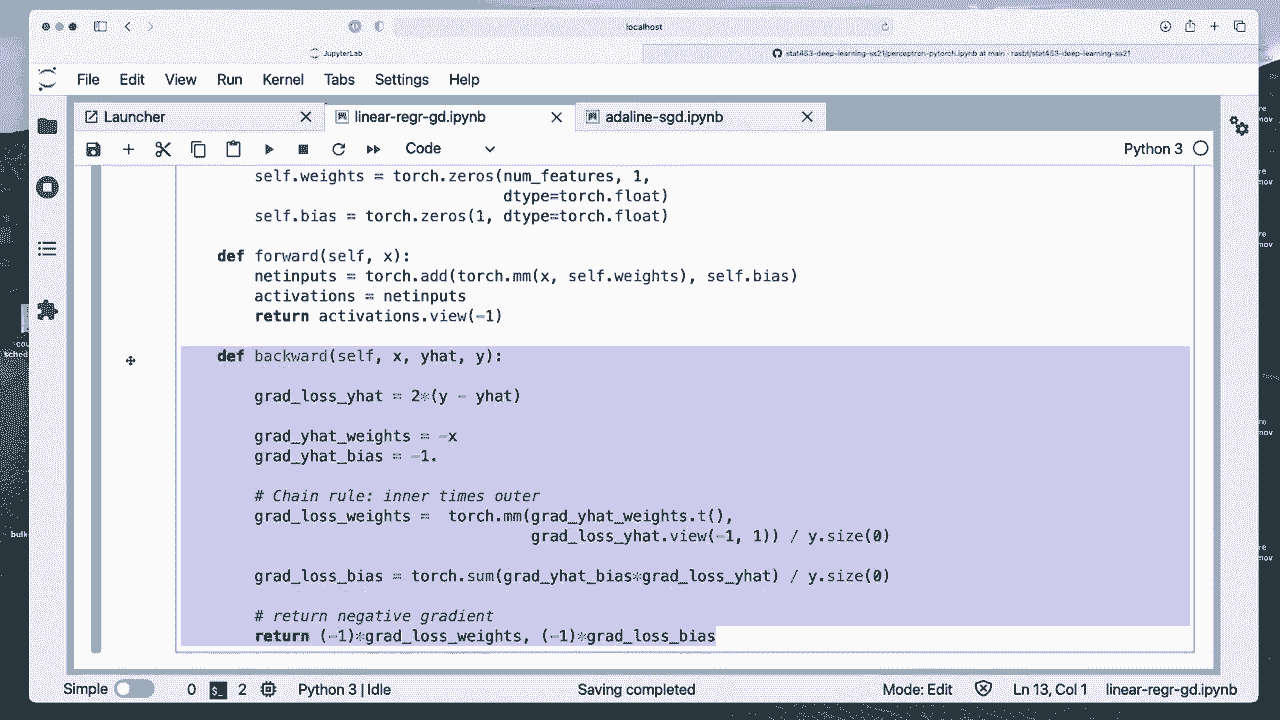 localhost
JupyterLab
stat453-deep-learning-ss21/perceptron-pytorch.ipynb at main · rasbt/stat453-deep-learning-ss21
File Edit View Run Kernel Tabs Settings Help
Launcher linear-regr-gd.ipynb adaline-sgd.ipynb
Code Python 3
self.weights = torch.zeros(num_features, 1,
dtype=torch.float)
self.bias = torch.zeros(1, dtype=torch.float)
def forward(self, x):
netinputs = torch.add(torch.mm(x, self.weights), self.bias)
activations = netinputs
return activations.view(-1)
def backward(self, x, yhat, y):
grad_loss_yhat = 2*(y - yhat)
grad_yhat_weights = -x
grad_yhat_bias = -1.
# Chain rule: inner times outer
grad_loss_weights =  torch.mm(grad_yhat_weights.t(),
grad_loss_yhat.view(-1, 1)) / y.size(0)
grad_loss_bias = torch.sum(grad_yhat_bias*grad_loss_yhat) / y.size(0)
# return negative gradient
return (-1)*grad_loss_weights, (-1)*grad_loss_bias
Simple 0 2 Python 3 | Idle Saving completed Mode: Edit Ln 13, Col 1 linear-regr-gd.ipynb